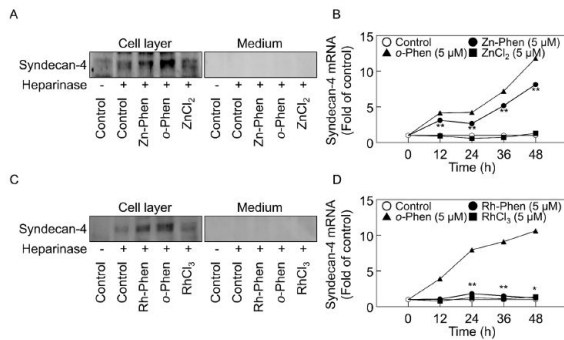 A
Cell layer
Medium
Syndecan-4
Heparinase
- + + + + - + + + +
Control
Control
Zn-Phen
o-Phen
ZnCl2
Control
Control
Zn-Phen
o-Phen
ZnCl2
B
Control
Zn-Phen (5 μM)
o-Phen (5 μM)
ZnCl2 (5 μM)
Syndecan-4 mRNA
(Fold of control)
15
10
5
0
** ** ** **
0 12 24 36 48
Time (h)
C
Cell layer
Medium
Syndecan-4
Heparinase
- + + + + - + + + +
Control
Control
Rh-Phen
o-Phen
RhCl3
Control
Control
Rh-Phen
o-Phen
RhCl3
D
Control
Rh-Phen (5 μM)
o-Phen (5 μM)
RhCl3 (5 μM)
Syndecan-4 mRNA
(Fold of control)
15
10
5
0
** ** *
0 12 24 36 48
Time (h)